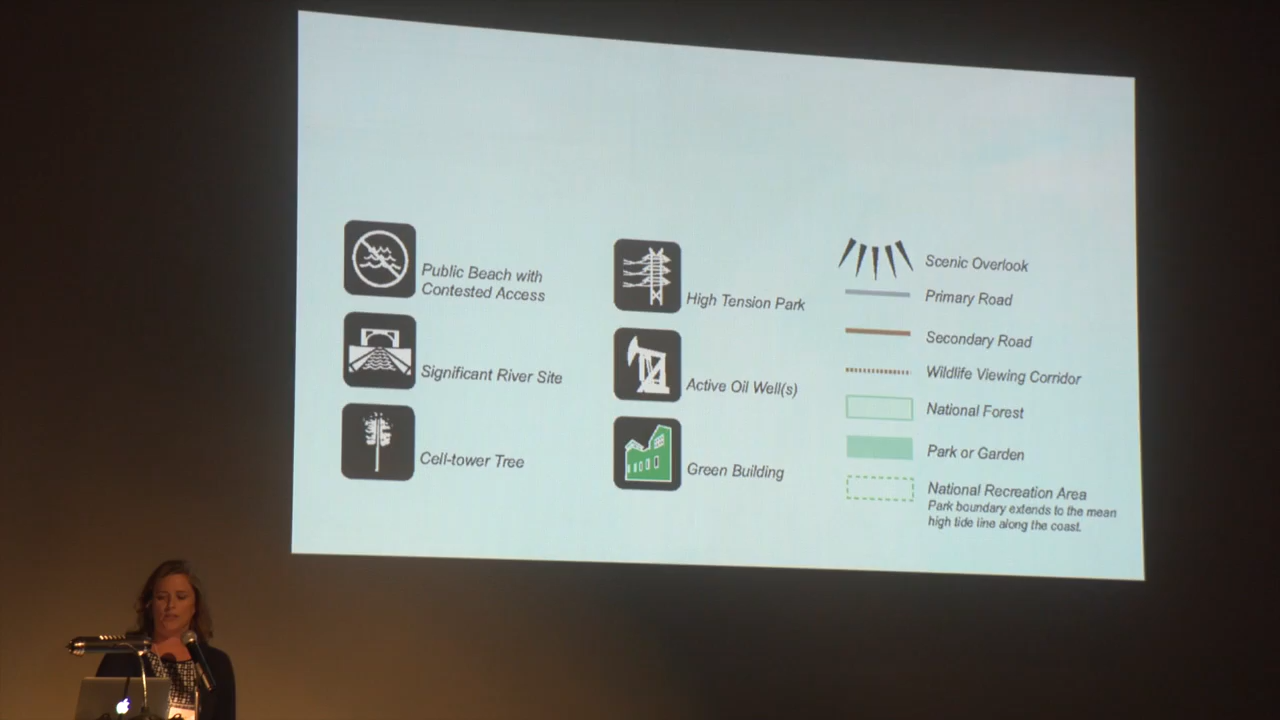 Public Beach with
Contested Access
Significant River Site
Cell-tower Tree
High Tension Park
Active Oil Well(s)
Green Building
Scenic Overlook
Primary Road
Secondary Road
Wildlife Viewing Corridor
National Forest
Park or Garden
National Recreation Area
Park boundary extends to the mean
high tide line along the coast.